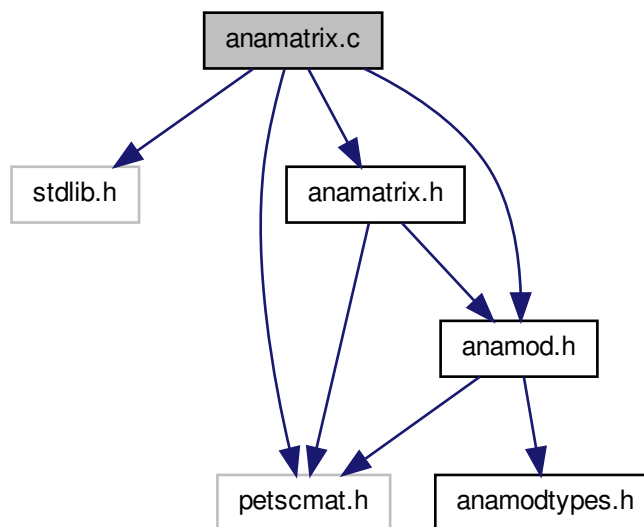 anamatrix.c
stdlib.h
anamatrix.h
anamod.h
petscmat.h
anamodtypes.h